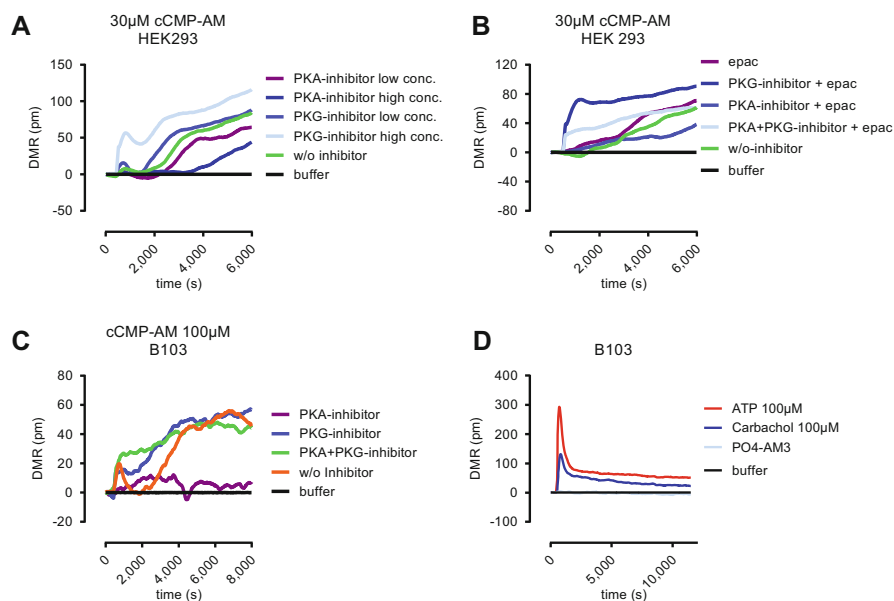 A
30µM cCMP-AM
HEK293
DMR (pm)
150
100
50
0
-50
0
2,000
4,000
6,000
time (s)
PKA-inhibitor low conc.
PKA-inhibitor high conc.
PKG-inhibitor low conc.
PKG-inhibitor high conc.
w/o inhibitor
buffer
B
30µM cCMP-AM
HEK 293
DMR (pm)
120
80
40
0
-40
-80
0
2,000
4,000
6,000
time (s)
epac
PKG-inhibitor + epac
PKA-inhibitor + epac
PKA+PKG-inhibitor + epac
w/o-inhibitor
buffer
C
cCMP-AM 100µM
B103
DMR (pm)
80
60
40
20
0
-20
0
2,000
4,000
6,000
8,000
time (s)
PKA-inhibitor
PKG-inhibitor
PKA+PKG-inhibitor
w/o Inhibitor
buffer
D
B103
DMR (pm)
400
300
200
100
0
-100
0
5,000
10,000
time (s)
ATP 100µM
Carbachol 100µM
PO4-AM3
buffer